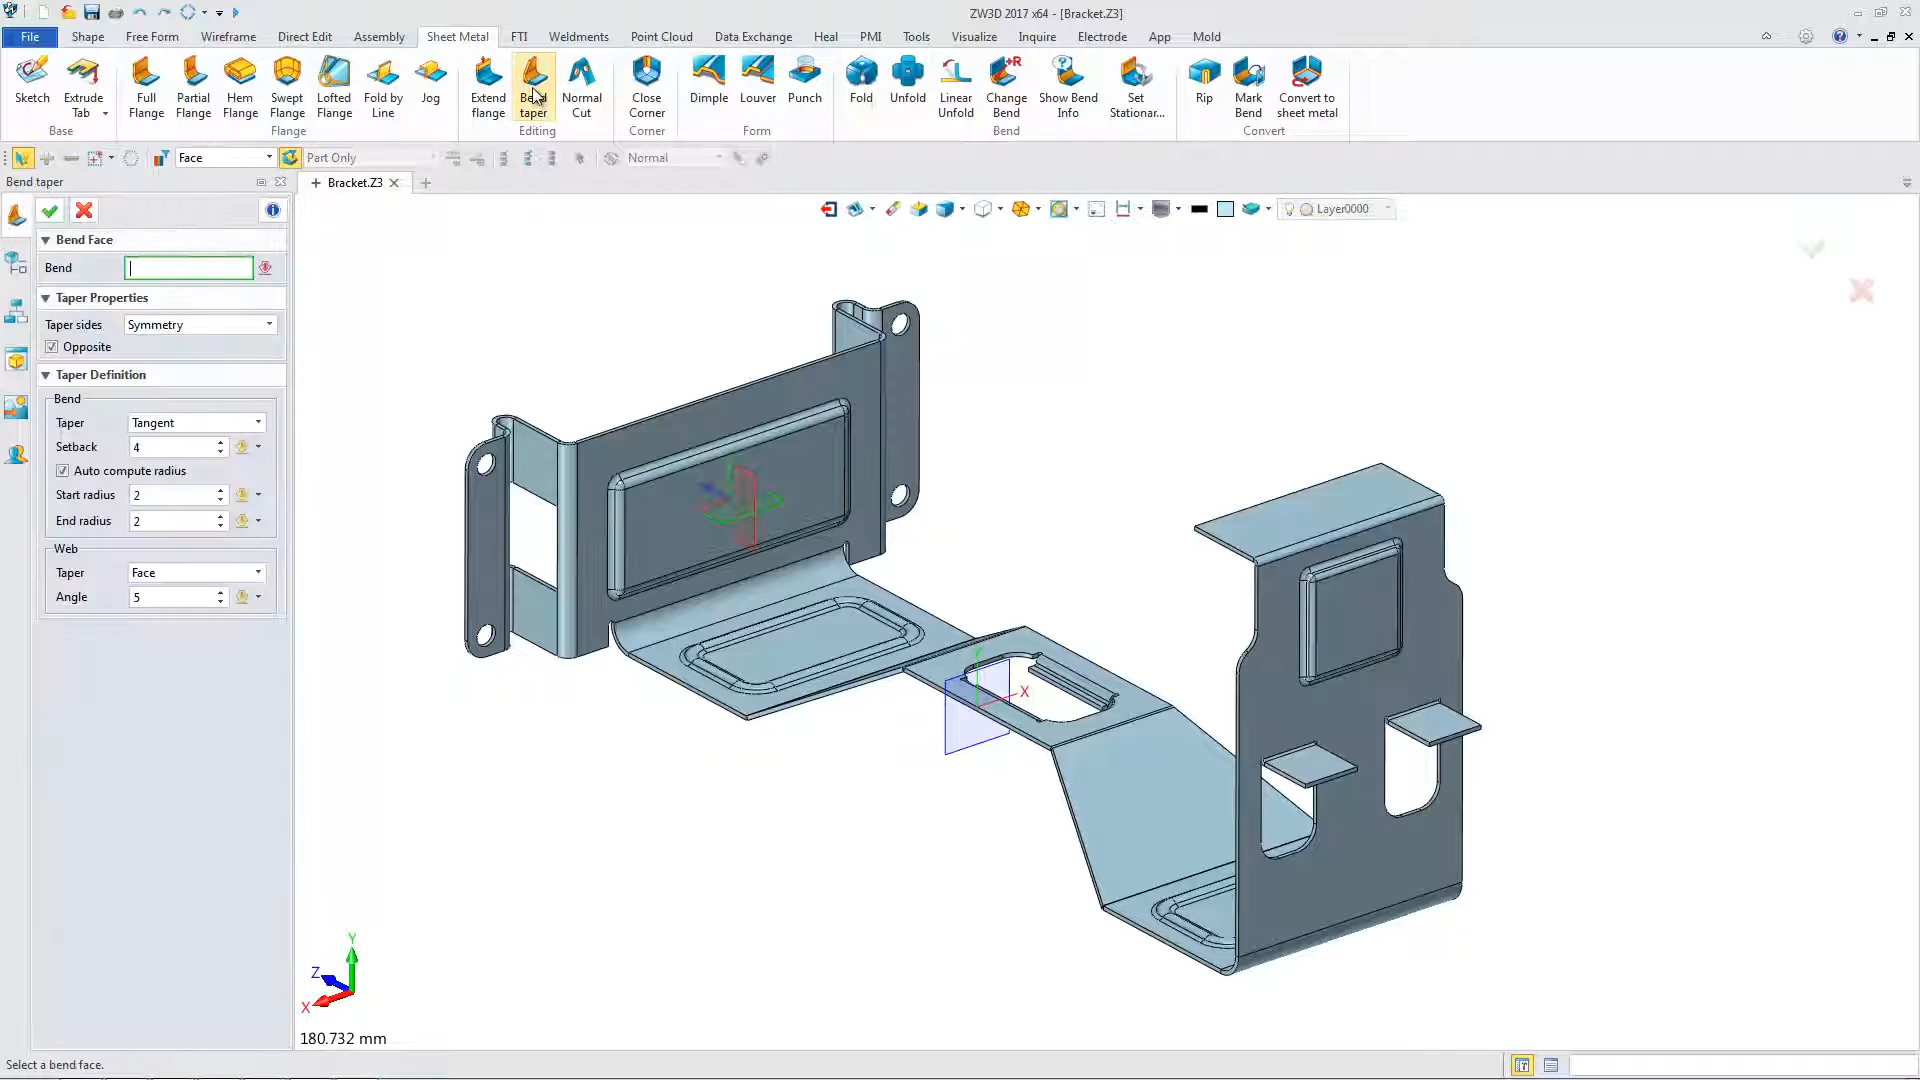 ZW3D 2017 x64 - [Bracket.Z3]
File Shape Free Form Wireframe Direct Edit Assembly Sheet Metal FTI Weldments Point Cloud Data Exchange Heal PMI Tools Visualize Inquire Electrode App Mold
Sketch Extrude Tab Full Flange Partial Flange Hem Flange Swept Flange Lofted Flange Fold by Line Jog Extend flange Bend taper Normal Cut Close Corner Dimple Louver Punch Fold Unfold Linear Unfold Change Bend Show Bend Info Set Stationar... Rip Mark Bend Convert to sheet metal
Base Flange Editing Corner Form Bend Convert
Face Part Only Normal
Bend taper
Bracket.Z3
Layer0000
Bend Face
Bend
Taper Properties
Taper sides Symmetry
Opposite
Taper Definition
Bend
Taper Tangent
Setback 4
Auto compute radius
Start radius 2
End radius 2
Web
Taper Face
Angle 5
X
Y
Z
X
180.732 mm
Select a bend face.